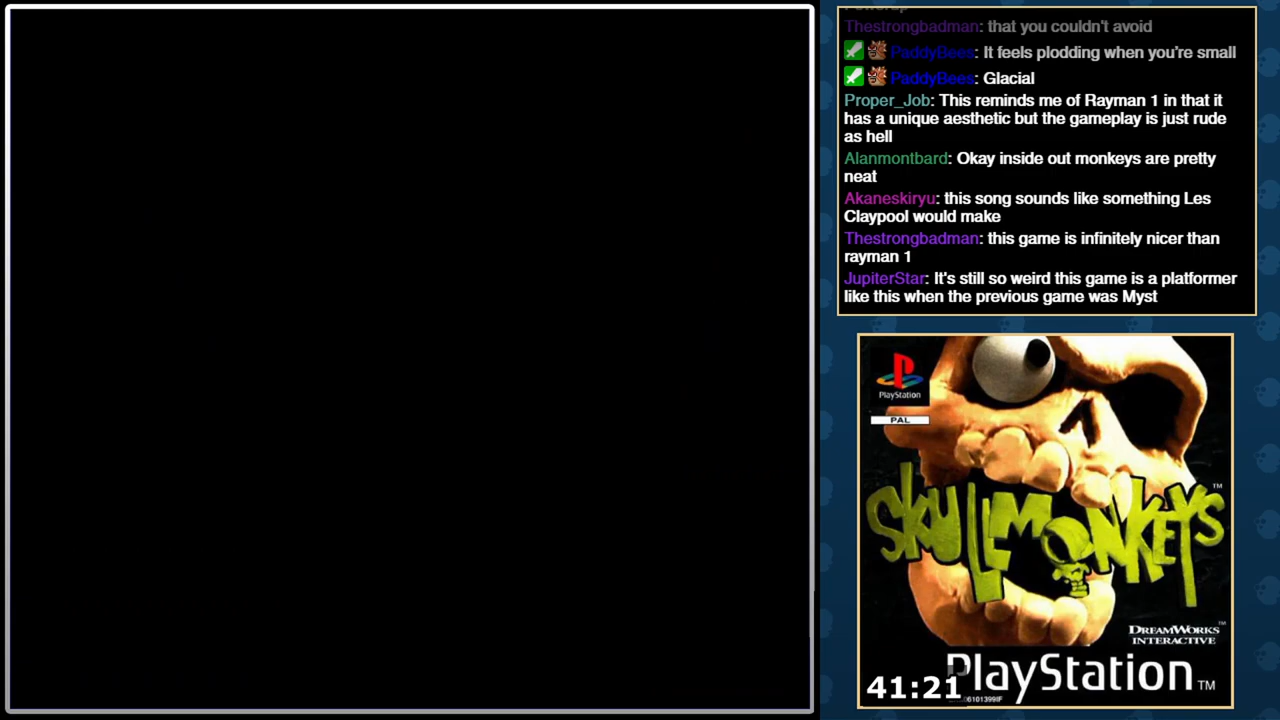 Thestrongbadman: that you couldn't avoid
PaddyBees: It feels plodding when you're small
PaddyBees: Glacial
Proper_Job: This reminds me of Rayman 1 in that it
has a unique aesthetic but the gameplay is just rude
as hell
Alanmontbard: Okay inside out monkeys are pretty
neat
Akaneskiryu: this song sounds like something Les
Claypool would make
Thestrongbadman: this game is infinitely nicer than
rayman 1
JupiterStar: It's still so weird this game is a platformer
like this when the previous game was Myst
PlayStation
PAL
SKULLMONKEYS™
DREAMWORKS™
INTERACTIVE
PlayStation™
41:21